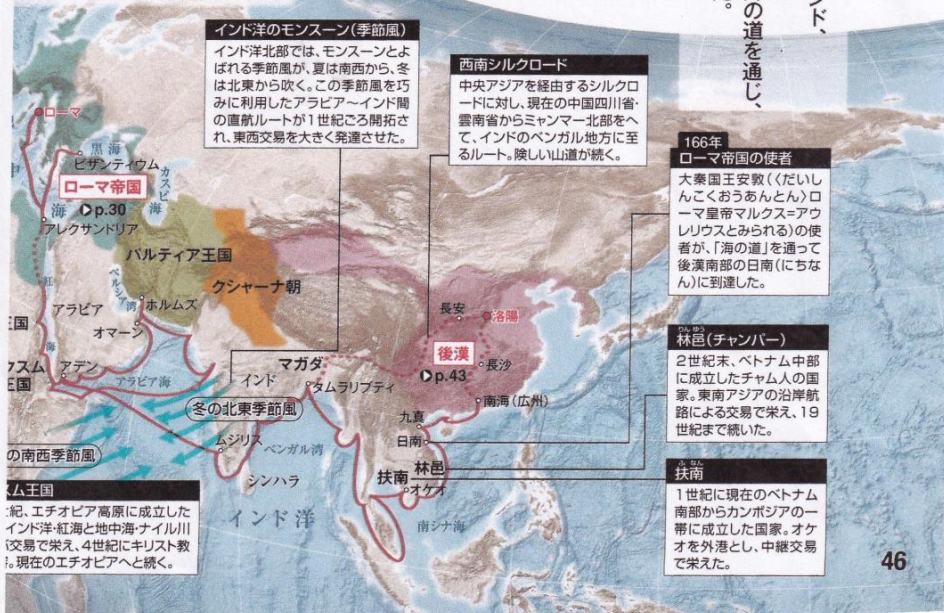 ンド、
の道を通じ、
。
インド洋のモンスーン(季節風)
インド洋北部では、モンスーンとよ
ばれる季節風が、夏は南西から、冬
は北東から吹く。この季節風を巧
みに利用したアラビア〜インド間
の直航ルートが1世紀ごろ開拓さ
れ、東西交易を大きく発達させた。
西南シルクロード
中央アジアを経由するシルクロ
ードに対し、現在の中国四川省・
雲南省からミャンマー北部をへ
て、インドのベンガル地方に至
るルート。険しい山道が続く。
166年
ローマ帝国の使者
大秦国王安敦(〈だいしん
こくおうあんとん〉ロ
ーマ皇帝マルクス=アウ
レリウスとみられる)の使
者が、「海の道」を通って
後漢南部の日南(にちな
ん)に到達した。
りんゆう
林邑(チャンパー)
2世紀末、ベトナム中部
に成立したチャム人の国
家。東南アジアの沿岸航
路による交易で栄え、19
世紀まで続いた。
ふなん
扶南
1世紀に現在のベトナム
南部からカンボジアの一
帯に成立した国家。オケ
オを外港とし、中継交易
で栄えた。
ローマ
黒海
ビザンティウム
カスピ海
ローマ帝国
中
海
p.30
アレクサンドリア
パルティア王国
クシャーナ朝
ペルシア湾
ホルムズ
アラビア
オマーン
紅
海
王国
クスム
王国
アデン
アラビア海
インド
マガダ
タムラリプティ
冬の北東季節風
の南西季節風
ムジリス
ベンガル湾
シンハラ
インド洋
長安
洛陽
後漢
p.43
長沙
南海(広州)
九真
日南
林邑
扶南
オケオ
南シナ海
スム王国
世紀、エチオピア高原に成立した
インド洋・紅海と地中海・ナイル川
交易で栄え、4世紀にキリスト教
。現在のエチオピアへと続く。
46